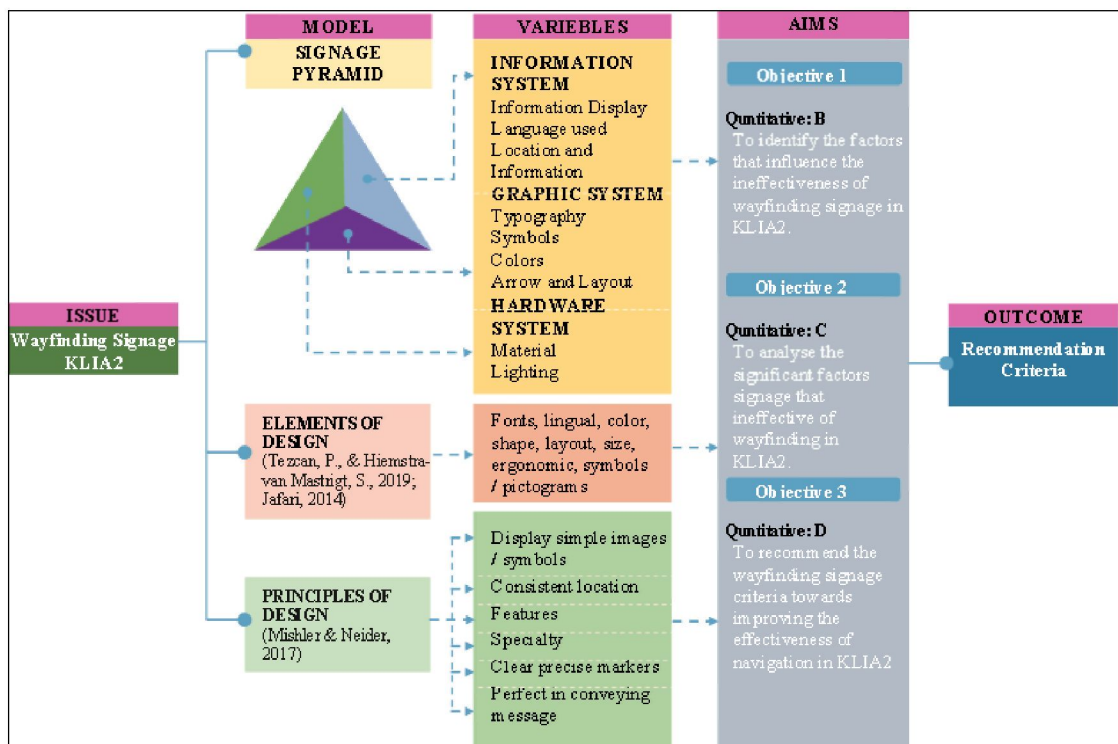 ISSUE
Wayfinding Signage
KLIA2
MODEL
SIGNAGE
PYRAMID
ELEMENTS OF
DESIGN
(Tezcan, P., & Hiemstra-
van Mastrigt, S., 2019;
Jafari, 2014)
PRINCIPLES OF
DESIGN
(Mishler & Neider,
2017)
VARIEBLES
INFORMATION
SYSTEM
Information Display
Language used
Location and
Information
GRAPHIC SYSTEM
Typography
Symbols
Colors
Arrow and Layout
HARDWARE
SYSTEM
Material
Lighting
Fonts, lingual, color,
shape, layout, size,
ergonomic, symbols
/ pictograms
Display simple images
/ symbols
Consistent location
Features
Specialty
Clear precise markers
Perfect in conveying
message
AIMS
Objective 1
Quntitative: B
To identify the factors
that influence the
ineffectiveness of
wayfinding signage in
KLIA2.
Objective 2
Quntitative: C
To analyse the
significant factors
signage that
ineffective of
wayfinding in
KLIA2.
Objective 3
Quntitative: D
To recommend the
wayfinding signage
criteria towards
improving the
effectiveness of
navigation in KLIA2
OUTCOME
Recommendation
Criteria